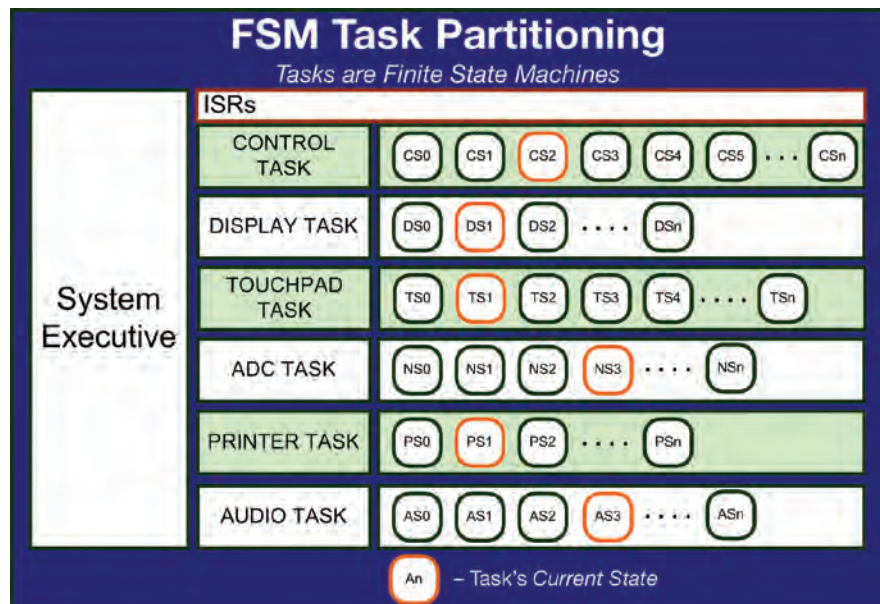 FSM Task Partitioning
Tasks are Finite State Machines
System
Executive
ISRs
CONTROL
TASK
CS0 CS1 CS2 CS3 CS4 CS5 . . . CSn
DISPLAY TASK
DS0 DS1 DS2 . . . . DSn
TOUCHPAD
TASK
TS0 TS1 TS2 TS3 TS4 . . . . TSn
ADC TASK
NS0 NS1 NS2 NS3 . . . . NSn
PRINTER TASK
PS0 PS1 PS2 . . . . PSn
AUDIO TASK
AS0 AS1 AS2 AS3 . . . . ASn
An – Task's Current State